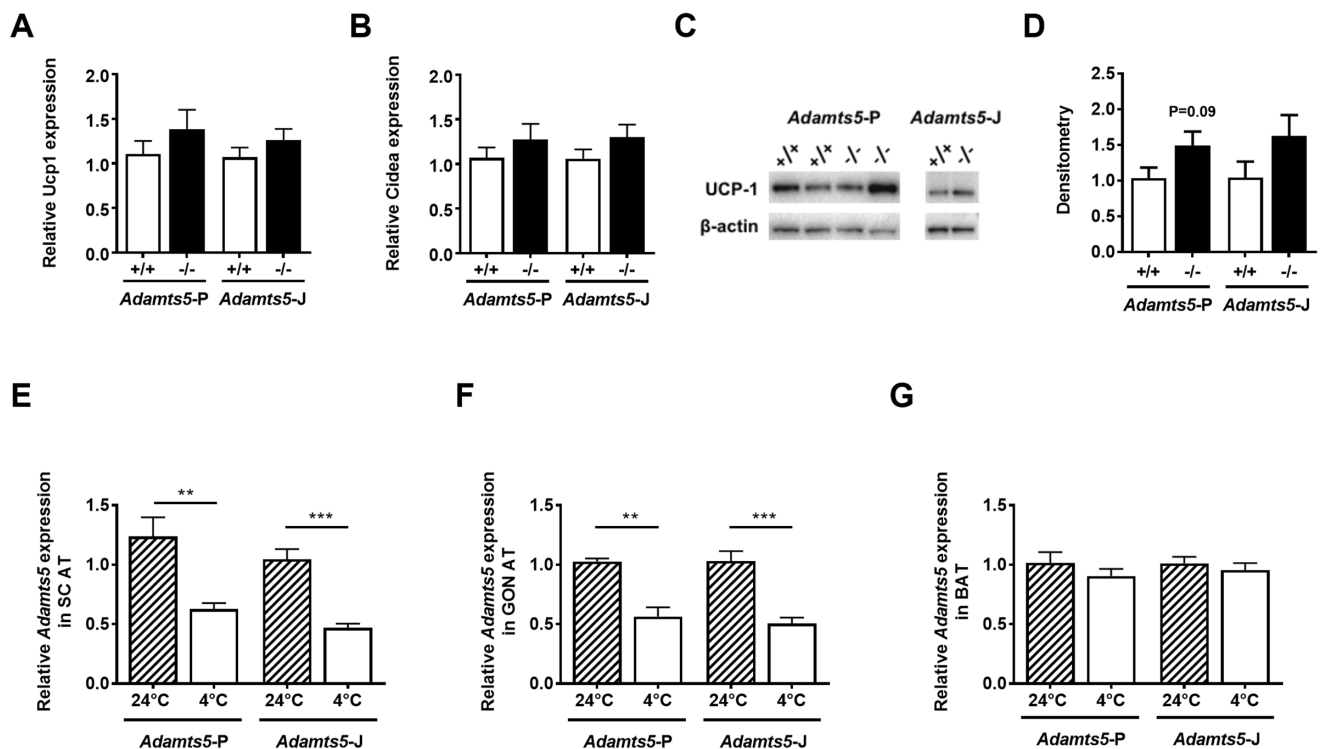 A
Relative Ucp1 expression
2.0
1.5
1.0
0.5
0.0
+/+ -/- +/+ -/-
Adamts5-P Adamts5-J
B
Relative Cidea expression
2.0
1.5
1.0
0.5
0.0
+/+ -/- +/+ -/-
Adamts5-P Adamts5-J
C
Adamts5-P Adamts5-J
+/+ +/+ -/- -/- +/+ -/-
UCP-1
β-actin
D
Densitometry
2.5
2.0
1.5
1.0
0.5
0.0
P=0.09
+/+ -/- +/+ -/-
Adamts5-P Adamts5-J
E
Relative Adamts5 expression
in SC AT
1.5
1.0
0.5
0.0
** ***
24°C 4°C 24°C 4°C
Adamts5-P Adamts5-J
F
Relative Adamts5 expression
in GON AT
1.5
1.0
0.5
0.0
** ***
24°C 4°C 24°C 4°C
Adamts5-P Adamts5-J
G
Relative Adamts5 expression
in BAT
1.5
1.0
0.5
0.0
24°C 4°C 24°C 4°C
Adamts5-P Adamts5-J